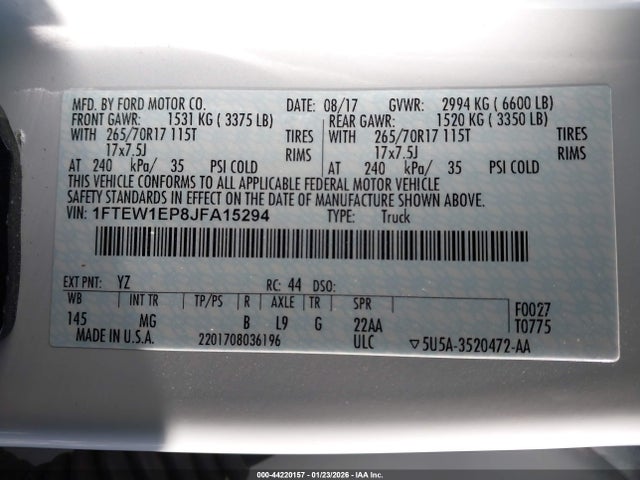 MFD. BY FORD MOTOR CO. DATE: 08/17 GVWR: 2994 KG ( 6600 LB)
FRONT GAWR: 1531 KG ( 3375 LB) REAR GAWR: 1520 KG ( 3350 LB)
WITH 265/70R17 115T TIRES WITH 265/70R17 115T TIRES
17x7.5J RIMS 17x7.5J RIMS
AT 240 kPa/ 35 PSI COLD AT 240 kPa/ 35 PSI COLD
THIS VEHICLE CONFORMS TO ALL APPLICABLE FEDERAL MOTOR VEHICLE
SAFETY STANDARDS IN EFFECT ON THE DATE OF MANUFACTURE SHOWN ABOVE.
VIN: 1FTEW1EP8JFA15294 TYPE: Truck
EXT PNT: YZ RC: 44 DSO:
WB INT TR TP/PS R AXLE TR SPR F0027
145 MG B L9 G 22AA T0775
MADE IN U.S.A. 2201708036196 ULC ▽5U5A-3520472-AA
000-44220157 - 01/23/2026 - IAA Inc.